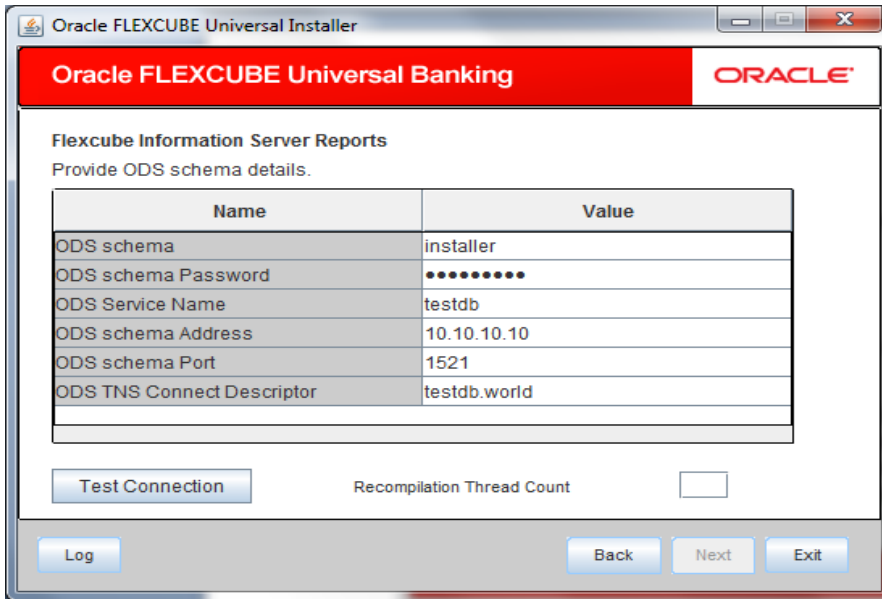 Oracle FLEXCUBE Universal Installer
Oracle FLEXCUBE Universal Banking
ORACLE
Flexcube Information Server Reports
Provide ODS schema details.
Name Value
ODS schema installer
ODS schema Password •••••••••
ODS Service Name testdb
ODS schema Address 10.10.10.10
ODS schema Port 1521
ODS TNS Connect Descriptor testdb.world
Test Connection Recompilation Thread Count
Log Back Next Exit